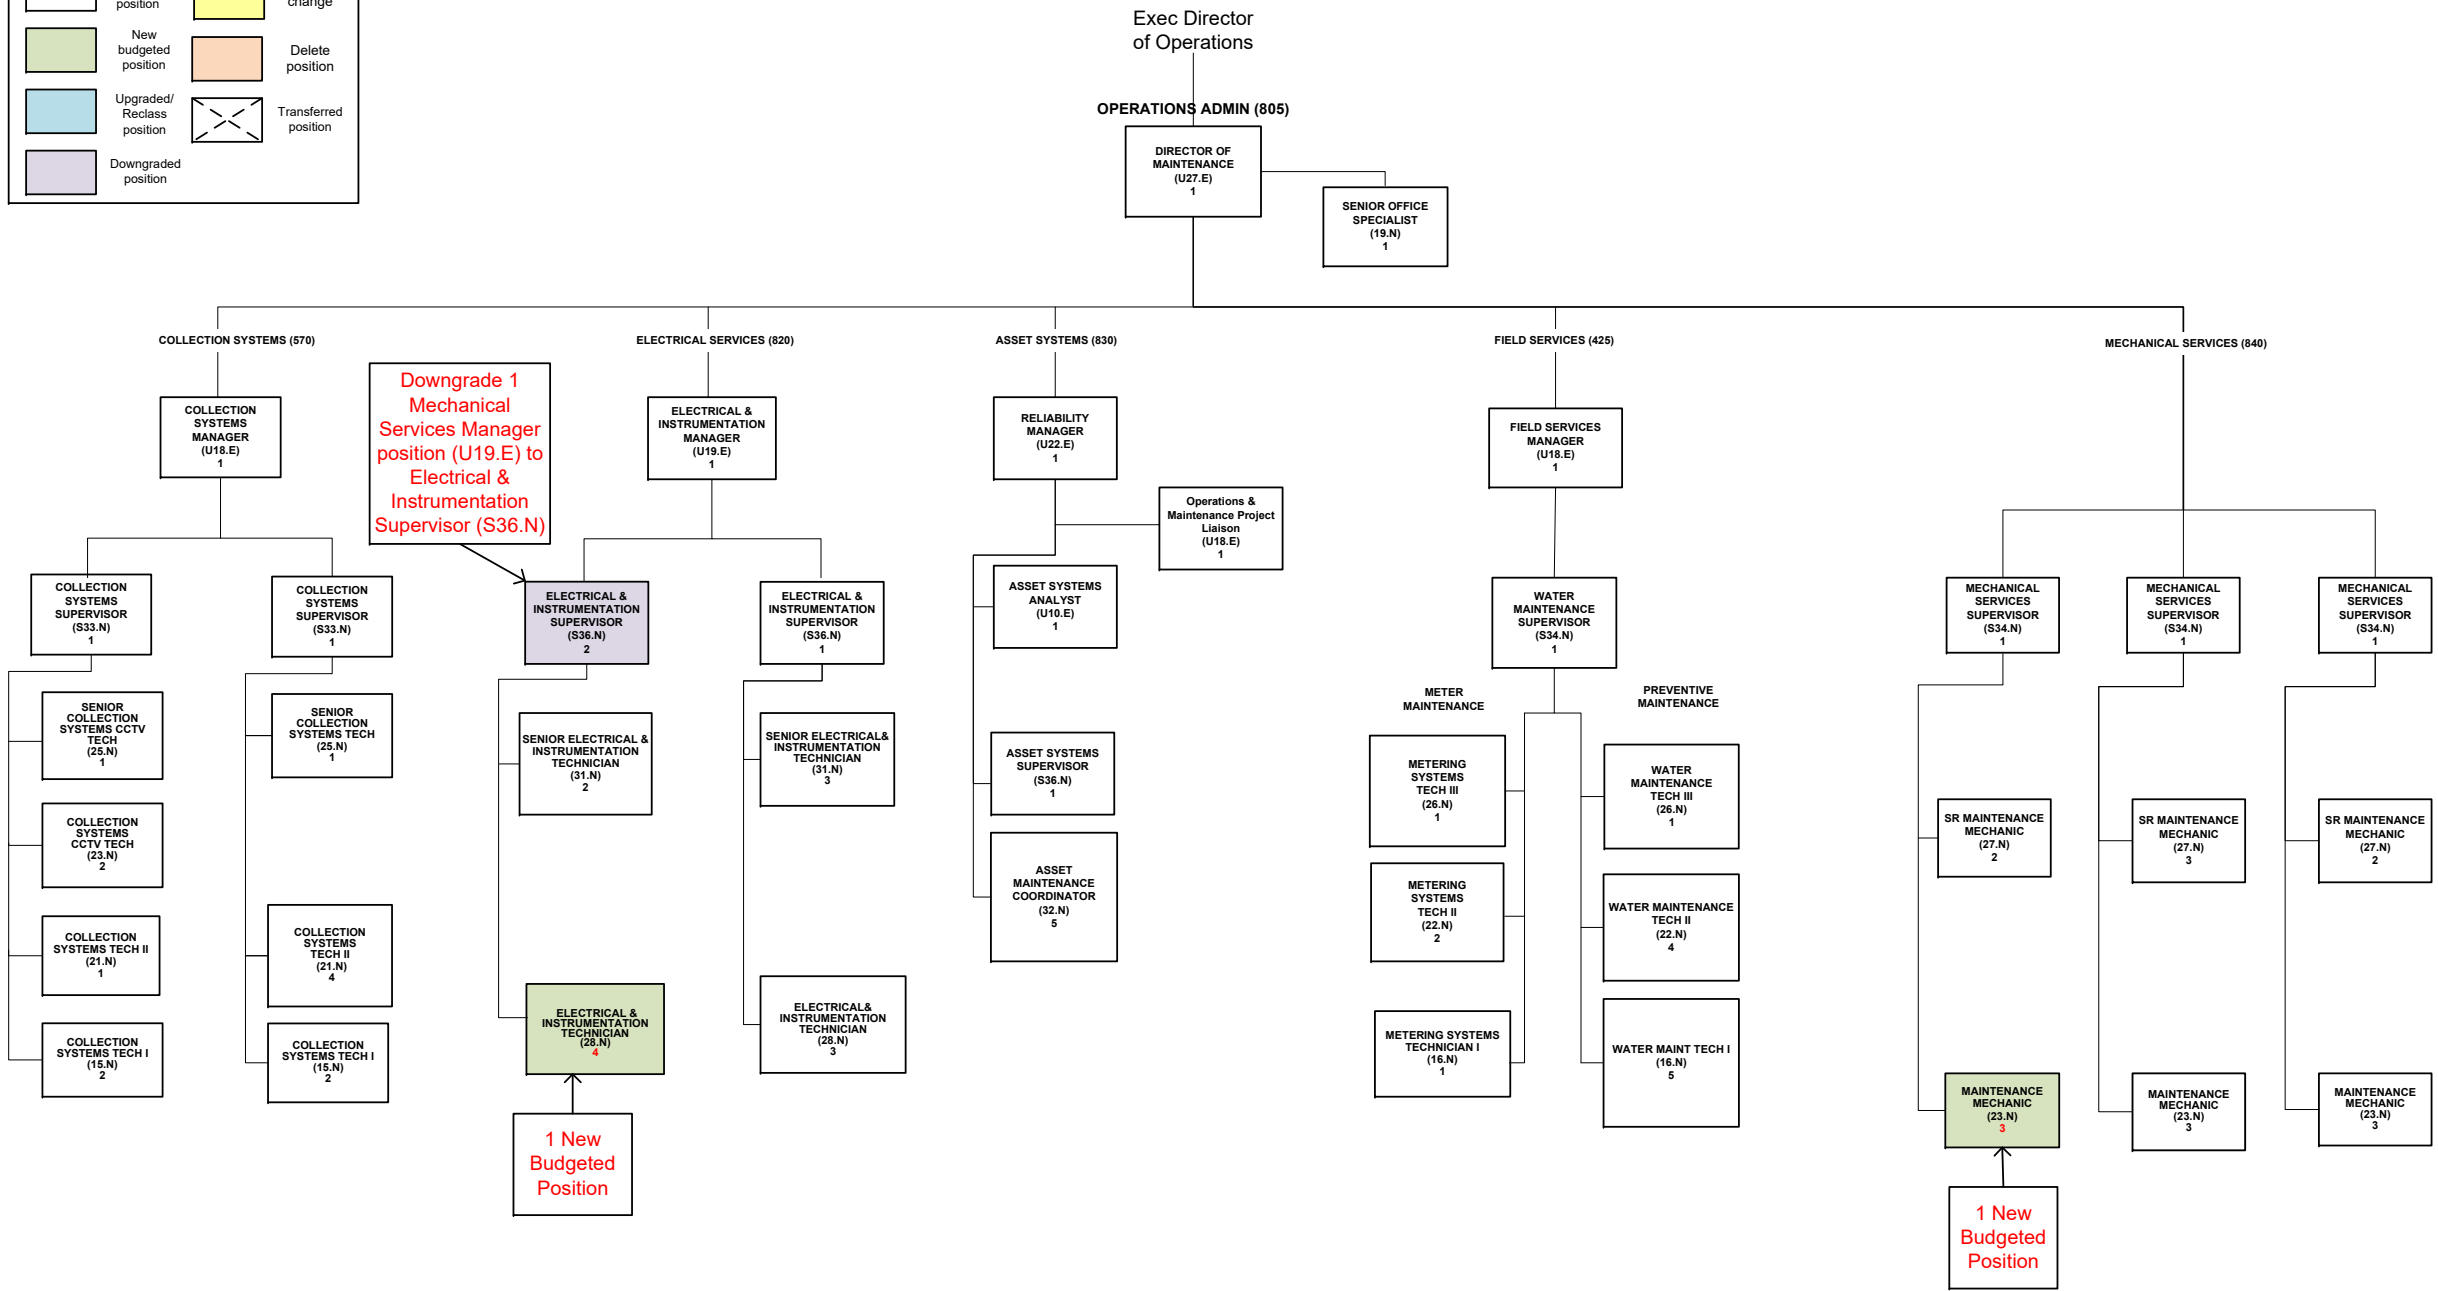 position
change
New
budgeted
position
Delete
position
Upgraded/
Reclass
position
Transferred
position
Downgraded
position
Exec Director
of Operations
OPERATIONS ADMIN (805)
DIRECTOR OF
MAINTENANCE
(U27.E)
1
SENIOR OFFICE
SPECIALIST
(19.N)
1
COLLECTION SYSTEMS (570)
ELECTRICAL SERVICES (820)
ASSET SYSTEMS (830)
FIELD SERVICES (425)
MECHANICAL SERVICES (840)
COLLECTION
SYSTEMS
MANAGER
(U18.E)
1
Downgrade 1
Mechanical
Services Manager
position (U19.E) to
Electrical &
Instrumentation
Supervisor (S36.N)
ELECTRICAL &
INSTRUMENTATION
MANAGER
(U19.E)
1
RELIABILITY
MANAGER
(U22.E)
1
Operations &
Maintenance Project
Liaison
(U18.E)
1
FIELD SERVICES
MANAGER
(U18.E)
1
COLLECTION
SYSTEMS
SUPERVISOR
(S33.N)
1
COLLECTION
SYSTEMS
SUPERVISOR
(S33.N)
1
ELECTRICAL &
INSTRUMENTATION
SUPERVISOR
(S36.N)
2
ELECTRICAL &
INSTRUMENTATION
SUPERVISOR
(S36.N)
1
ASSET SYSTEMS
ANALYST
(U10.E)
1
WATER
MAINTENANCE
SUPERVISOR
(S34.N)
1
MECHANICAL
SERVICES
SUPERVISOR
(S34.N)
1
MECHANICAL
SERVICES
SUPERVISOR
(S34.N)
1
MECHANICAL
SERVICES
SUPERVISOR
(S34.N)
1
SENIOR
COLLECTION
SYSTEMS CCTV
TECH
(25.N)
1
SENIOR
COLLECTION
SYSTEMS TECH
(25.N)
1
SENIOR ELECTRICAL &
INSTRUMENTATION
TECHNICIAN
(31.N)
2
SENIOR ELECTRICAL&
INSTRUMENTATION
TECHNICIAN
(31.N)
3
ASSET SYSTEMS
SUPERVISOR
(S36.N)
1
METER
MAINTENANCE
PREVENTIVE
MAINTENANCE
METERING
SYSTEMS
TECH III
(26.N)
1
WATER
MAINTENANCE
TECH III
(26.N)
1
SR MAINTENANCE
MECHANIC
(27.N)
2
SR MAINTENANCE
MECHANIC
(27.N)
3
SR MAINTENANCE
MECHANIC
(27.N)
2
COLLECTION
SYSTEMS
CCTV TECH
(23.N)
2
ASSET
MAINTENANCE
COORDINATOR
(32.N)
5
METERING
SYSTEMS
TECH II
(22.N)
2
WATER MAINTENANCE
TECH II
(22.N)
4
COLLECTION
SYSTEMS TECH II
(21.N)
1
COLLECTION
SYSTEMS
TECH II
(21.N)
4
ELECTRICAL &
INSTRUMENTATION
TECHNICIAN
(28.N)
4
ELECTRICAL&
INSTRUMENTATION
TECHNICIAN
(28.N)
3
METERING SYSTEMS
TECHNICIAN I
(16.N)
1
WATER MAINT TECH I
(16.N)
5
COLLECTION
SYSTEMS TECH I
(15.N)
2
COLLECTION
SYSTEMS TECH I
(15.N)
2
MAINTENANCE
MECHANIC
(23.N)
3
MAINTENANCE
MECHANIC
(23.N)
3
MAINTENANCE
MECHANIC
(23.N)
3
1 New
Budgeted
Position
1 New
Budgeted
Position